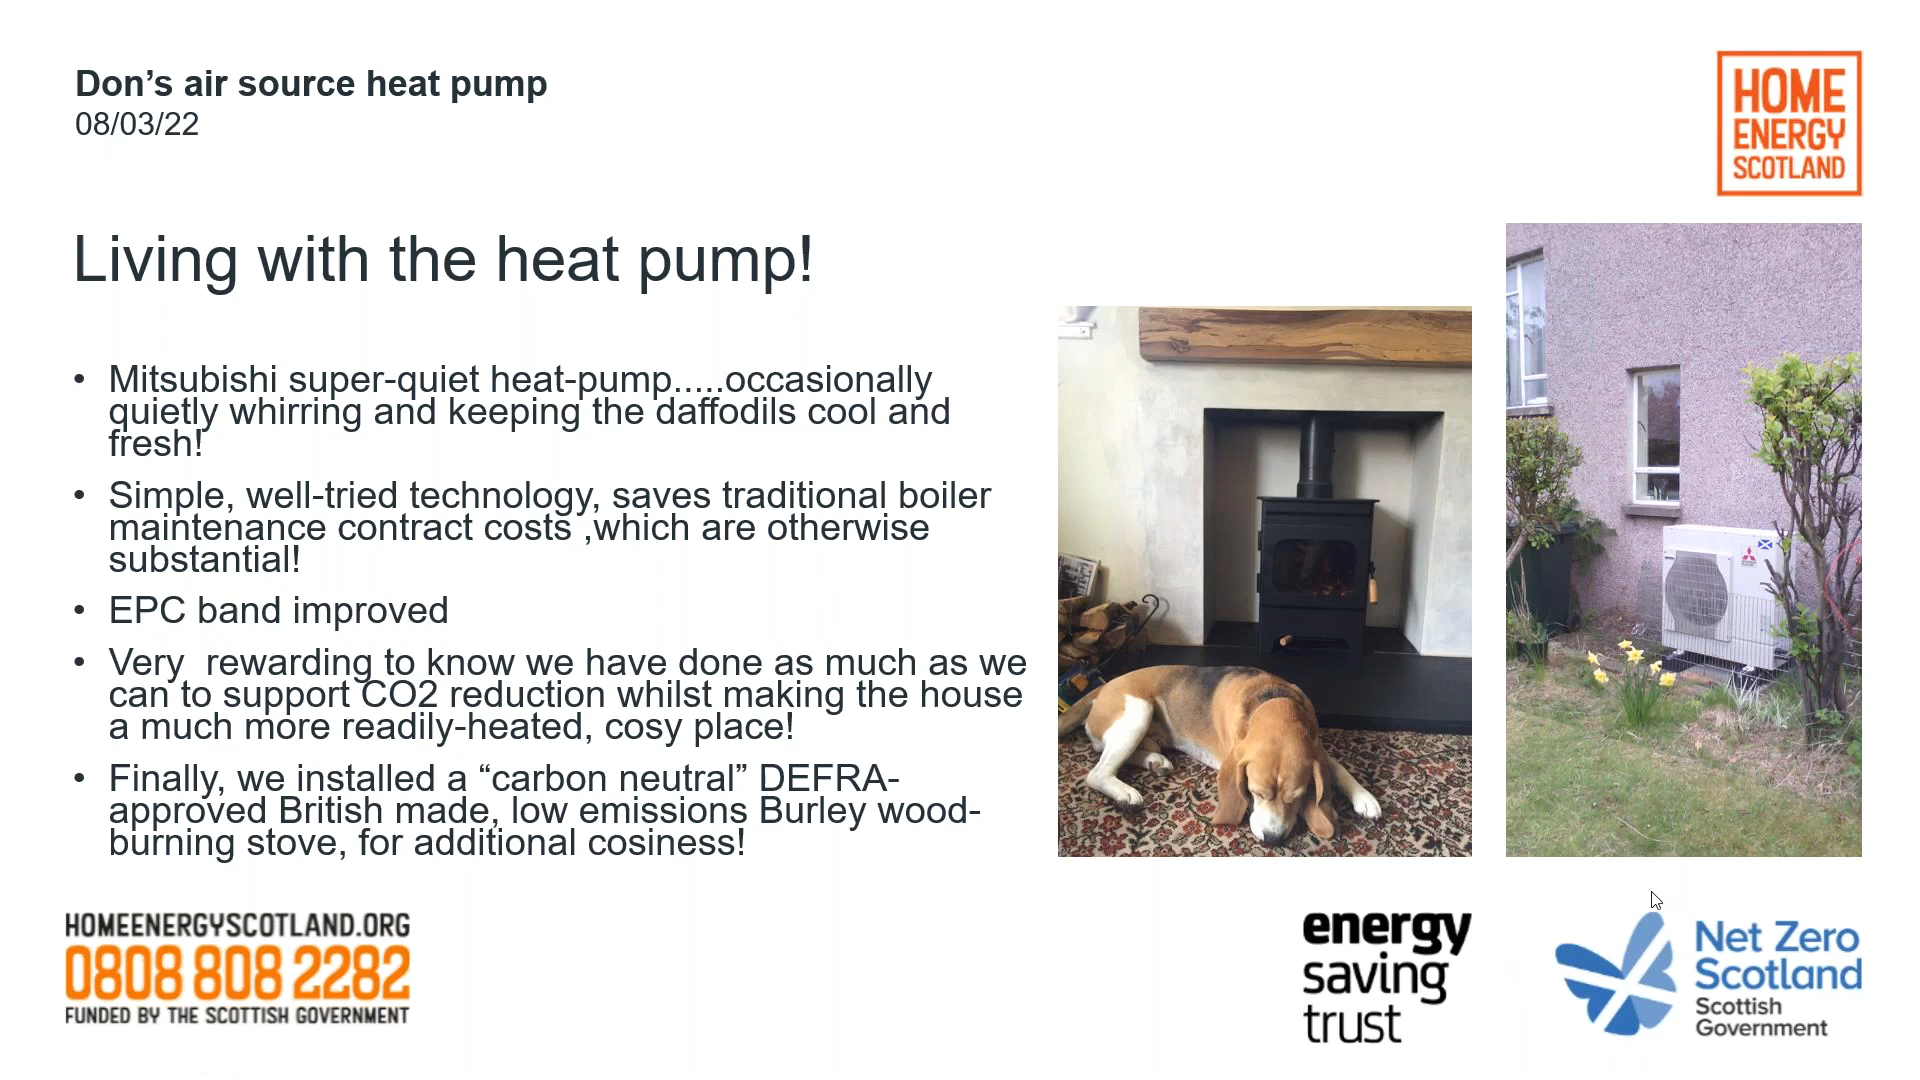 Don’s air source heat pump
08/03/22
HOME
ENERGY
SCOTLAND
Living with the heat pump!
• Mitsubishi super-quiet heat-pump.....occasionally
quietly whirring and keeping the daffodils cool and
fresh!
• Simple, well-tried technology, saves traditional boiler
maintenance contract costs ,which are otherwise
substantial!
• EPC band improved
• Very  rewarding to know we have done as much as we
can to support CO2 reduction whilst making the house
a much more readily-heated, cosy place!
• Finally, we installed a “carbon neutral” DEFRA-
approved British made, low emissions Burley wood-
burning stove, for additional cosiness!
HOMEENERGYSCOTLAND.ORG
0808 808 2282
FUNDED BY THE SCOTTISH GOVERNMENT
energy
saving
trust
Net Zero
Scotland
Scottish
Government